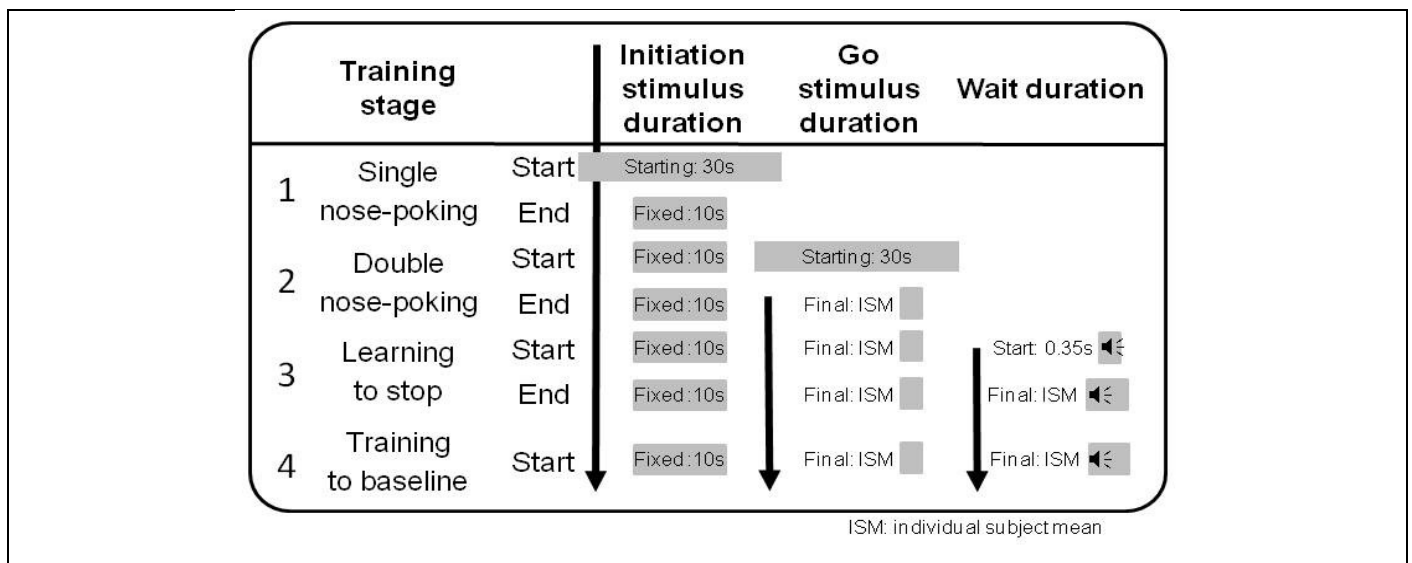 Training stage
Initiation stimulus duration
Go stimulus duration
Wait duration
1
Single nose-poking
Start
Starting: 30s
End
Fixed:10s
2
Double nose-poking
Start
Fixed:10s
Starting: 30s
End
Fixed:10s
Final: ISM
3
Learning to stop
Start
Fixed:10s
Final: ISM
Start: 0.35s
End
Fixed:10s
Final: ISM
Final: ISM
4
Training to baseline
Start
Fixed:10s
Final: ISM
Final: ISM
ISM: individual subject mean